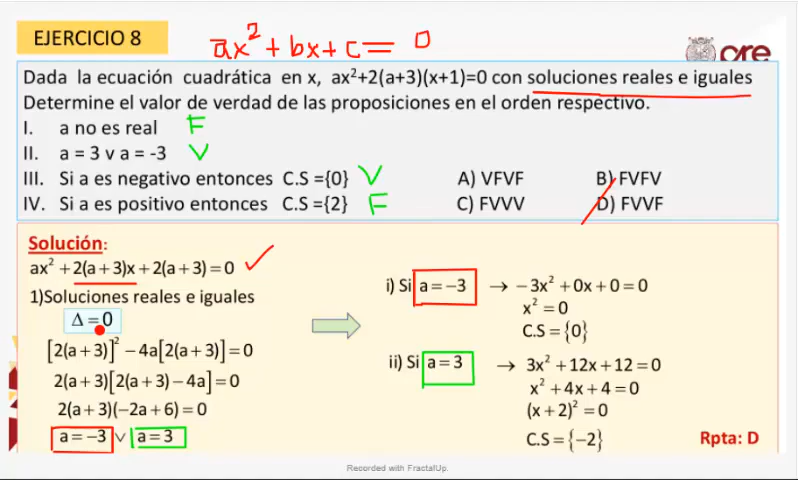 EJERCICIO 8
ax² + bx + c = 0
ore
Dada la ecuación cuadrática en x, ax²+2(a+3)(x+1)=0 con soluciones reales e iguales
Determine el valor de verdad de las proposiciones en el orden respectivo.
I. a no es real F
II. a = 3 v a = -3 V
III. Si a es negativo entonces C.S ={0} V A) VFVF B) FVFV
IV. Si a es positivo entonces C.S ={2} F C) FVVV D) FVVF
Solución:
ax² + 2(a+3)x + 2(a+3) = 0
1)Soluciones reales e iguales
Δ = 0
[2(a+3)]² − 4a[2(a+3)] = 0
2(a+3)[2(a+3) − 4a] = 0
2(a+3)(−2a+6) = 0
a = −3 ∨ a = 3
i) Si a = −3 → −3x² + 0x + 0 = 0
x² = 0
C.S = {0}
ii) Si a = 3 → 3x² + 12x + 12 = 0
x² + 4x + 4 = 0
(x + 2)² = 0
C.S = {−2}
Rpta: D
Recorded with FractalUp.